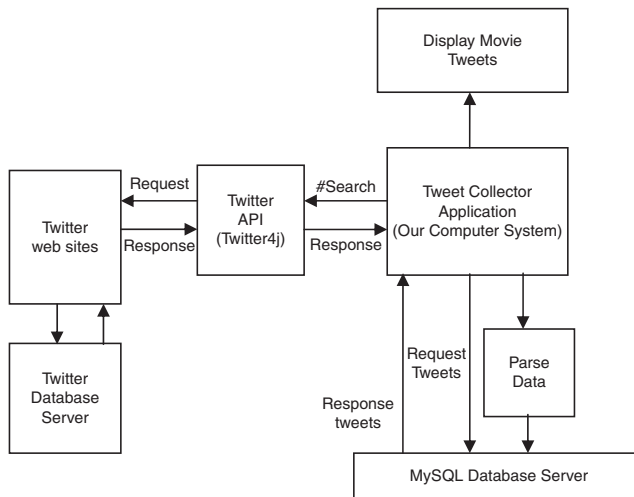 Display Movie
Tweets
Request
#Search
Twitter
web sites
Response
Twitter
API
(Twitter4j)
Response
Tweet Collector
Application
(Our Computer System)
Twitter
Database
Server
Request
Tweets
Parse
Data
Response
tweets
MySQL Database Server